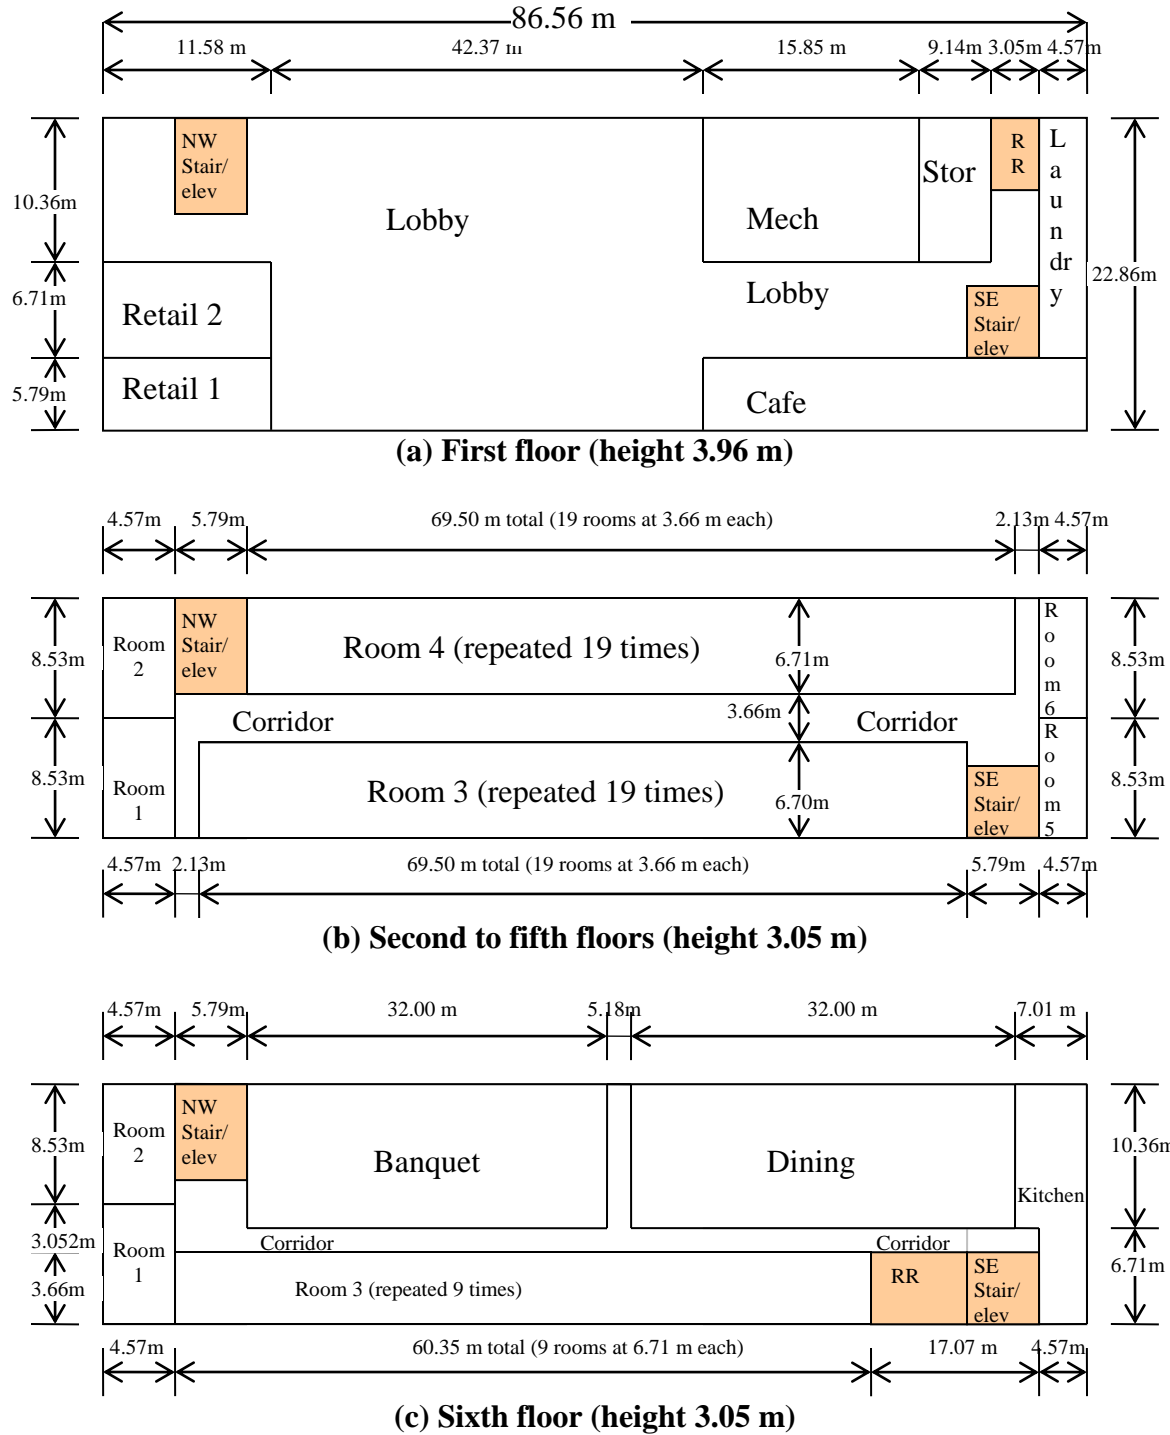 86.56 m
11.58 m
42.37 m
15.85 m
9.14m
3.05m
4.57m
NW
Stair/
elev
R
R
L
a
u
n
dr
y
Stor
10.36m
Lobby
Mech
22.86m
6.71m
Lobby
SE
Stair/
elev
Retail 2
5.79m
Retail 1
Cafe
(a) First floor (height 3.96 m)
4.57m
5.79m
69.50 m total (19 rooms at 3.66 m each)
2.13m
4.57m
8.53m
Room
2
NW
Stair/
elev
Room 4 (repeated 19 times)
6.71m
R
o
o
m
6
8.53m
3.66m
Corridor
Corridor
8.53m
Room
1
Room 3 (repeated 19 times)
6.70m
SE
Stair/
elev
R
o
o
m
5
8.53m
4.57m
2.13m
69.50 m total (19 rooms at 3.66 m each)
5.79m
4.57m
(b) Second to fifth floors (height 3.05 m)
4.57m
5.79m
32.00 m
5.18m
32.00 m
7.01 m
8.53m
Room
2
NW
Stair/
elev
Banquet
Dining
10.36m
Kitchen
3.052m
Room
1
Corridor
Corridor
3.66m
Room 3 (repeated 9 times)
RR
SE
Stair/
elev
6.71m
4.57m
60.35 m total (9 rooms at 6.71 m each)
17.07 m
4.57m
(c) Sixth floor (height 3.05 m)